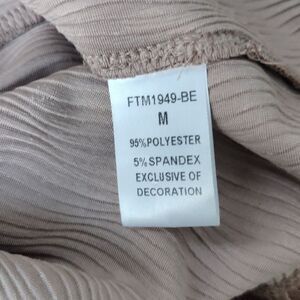 FTM1949-BE
M
95%POLYESTER
5%SPANDEX
EXCLUSIVE OF
DECORATION